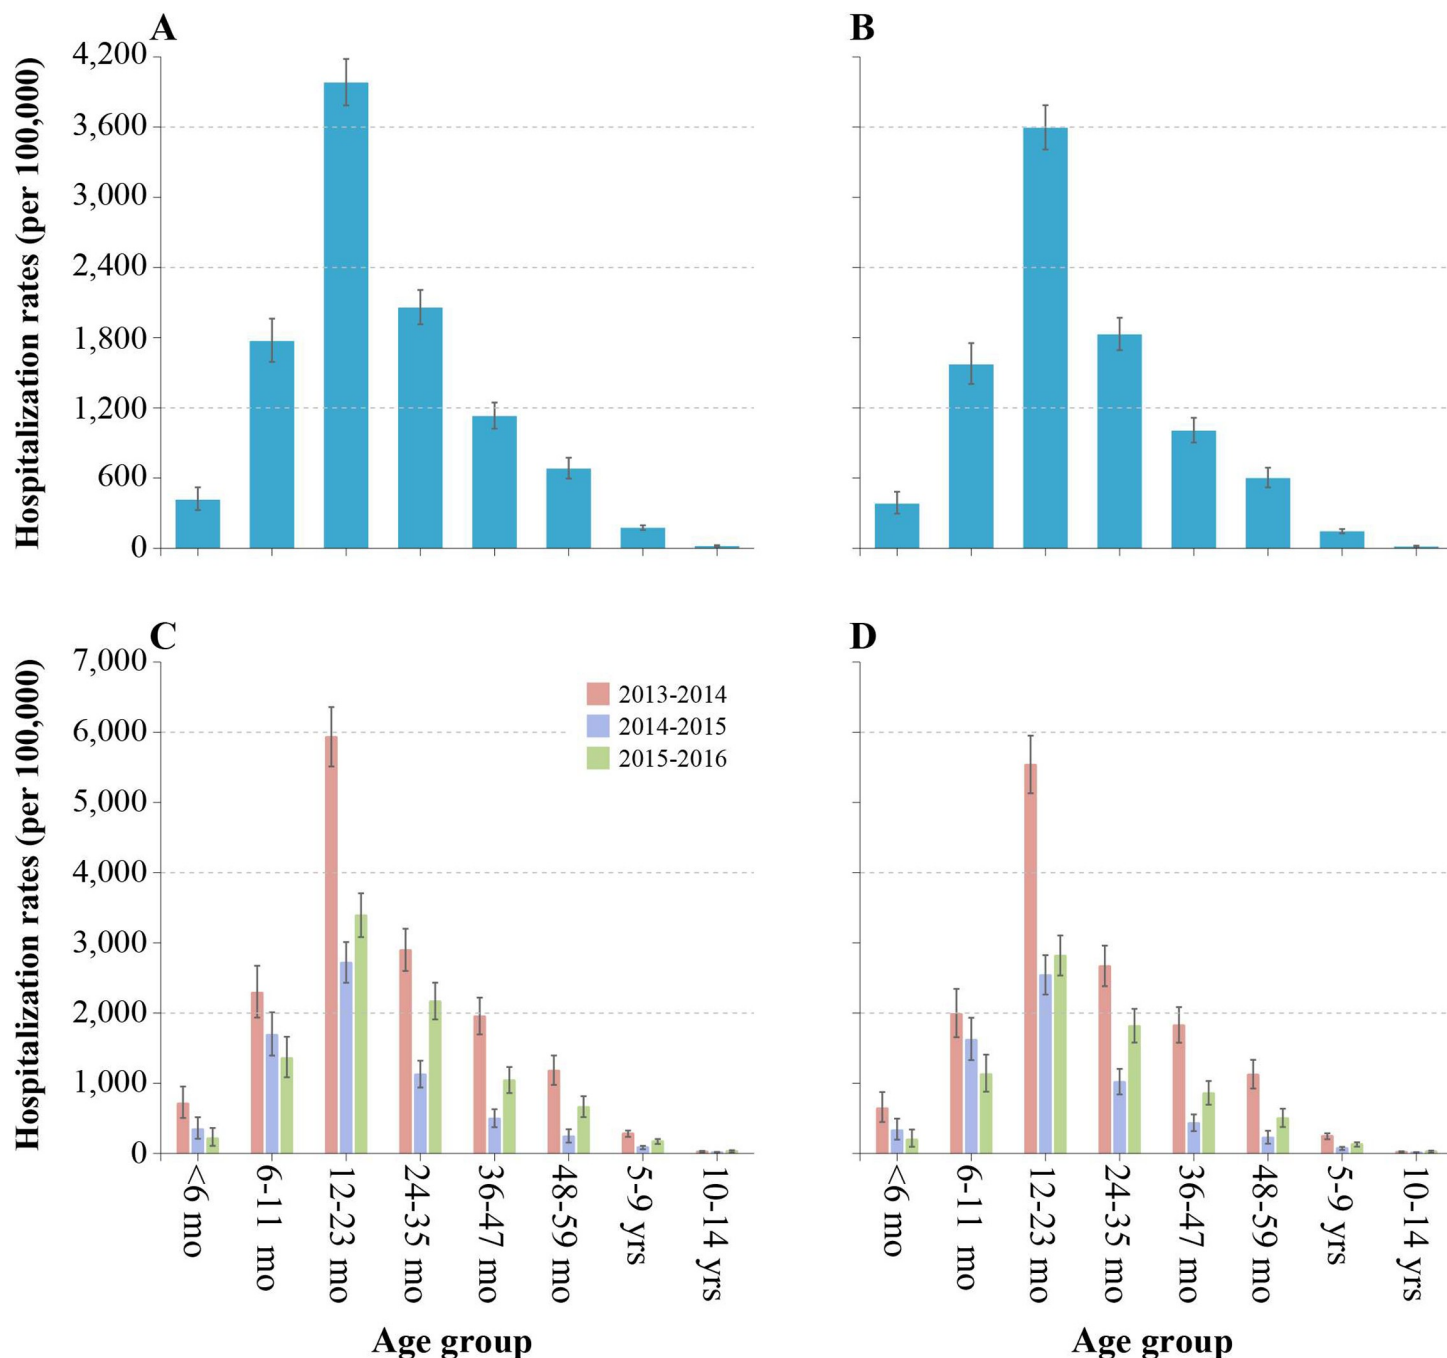 A
B
Hospitalization rates (per 100,000)
4,200
3,600
3,000
2,400
1,800
1,200
600
0
C
D
Hospitalization rates (per 100,000)
7,000
6,000
5,000
4,000
3,000
2,000
1,000
0
2013-2014
2014-2015
2015-2016
<6 mo
6-11 mo
12-23 mo
24-35 mo
36-47 mo
48-59 mo
5-9 yrs
10-14 yrs
<6 mo
6-11 mo
12-23 mo
24-35 mo
36-47 mo
48-59 mo
5-9 yrs
10-14 yrs
Age group
Age group